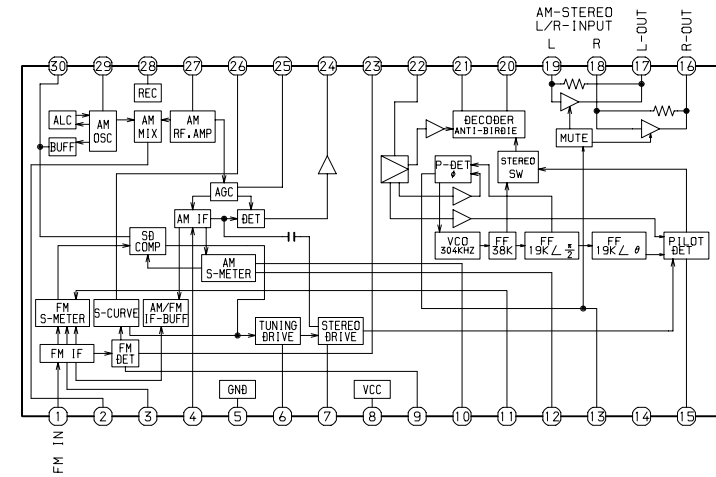 AM-STEREO
L/R-INPUT
L
R
L-OUT
R-OUT
30
29
28
27
26
25
24
23
22
21
20
19
18
17
16
REC
ALC
BUFF
AM
OSC
AM
MIX
AM
RF.AMP
DECODER
ANTI-BIRDIE
MUTE
P-DET
φ
STEREO
SW
AGC
AM IF
DET
SD
COMP
AM
S-METER
VCO
304KHZ
FF
38K
FF
19K∠ π/2
FF
19K∠ θ
PILOT
DET
FM
S-METER
S-CURVE
AM/FM
IF-BUFF
TUNING
DRIVE
STEREO
DRIVE
FM IF
FM
DET
GND
VCC
1
2
3
4
5
6
7
8
9
10
11
12
13
14
15
FM IN